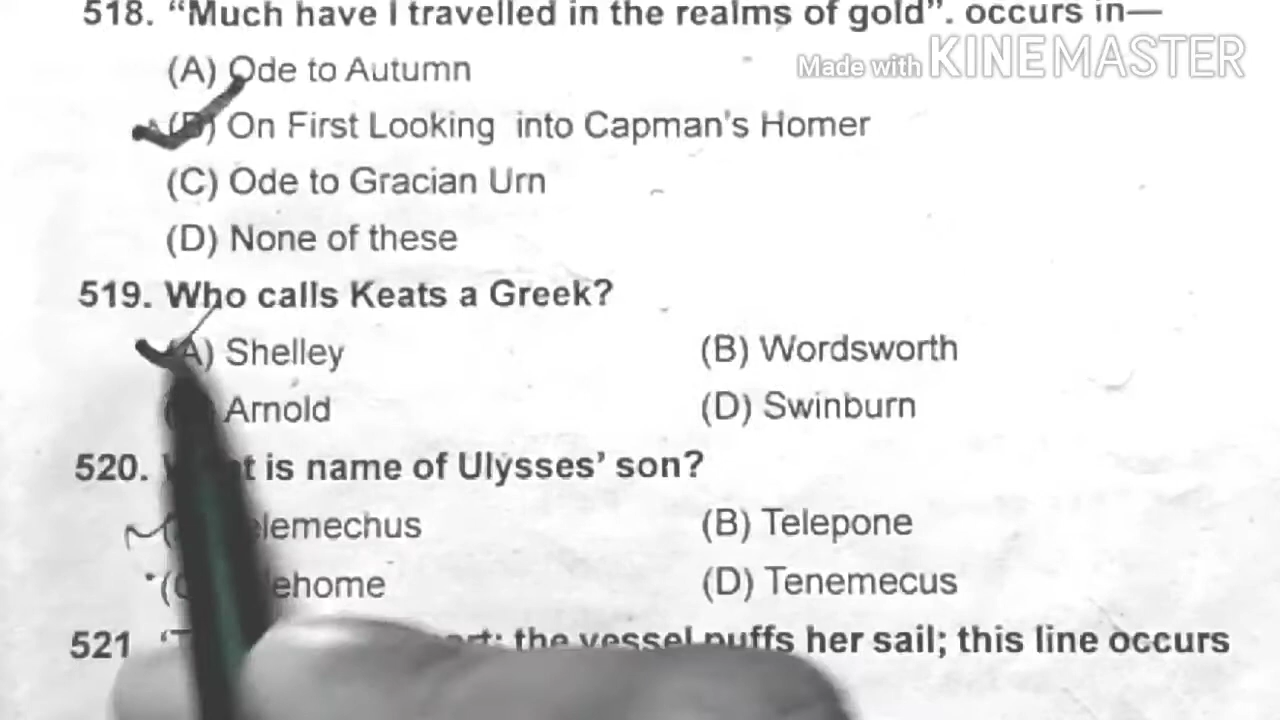 518. “Much have I travelled in the realms of gold”. occurs in—
Made with KINEMASTER
(A) Ode to Autumn
(B) On First Looking into Capman's Homer
(C) Ode to Gracian Urn
(D) None of these
519. Who calls Keats a Greek?
(A) Shelley (B) Wordsworth
Arnold (D) Swinburn
520. is name of Ulysses’ son?
(B) Telepone
(D) Tenemecus
521 the vessel puffs her sail; this line occurs